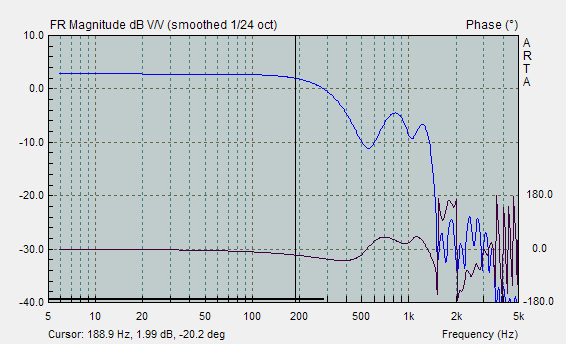 FR Magnitude dB V/V (smoothed 1/24 oct) Phase (°)
10.0
A
R
T
A
0.0
-10.0
-20.0 180.0
-30.0 0.0
-40.0 -180.0
5 10 20 50 100 200 500 1k 2k 5k
Cursor: 188.9 Hz, 1.99 dB, -20.2 deg Frequency (Hz)